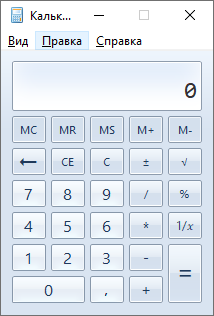 Кальк...
Вид Правка Справка
0
MC MR MS M+ M-
← CE C ± √
7 8 9 / %
4 5 6 * 1/x
1 2 3 - =
0 , +